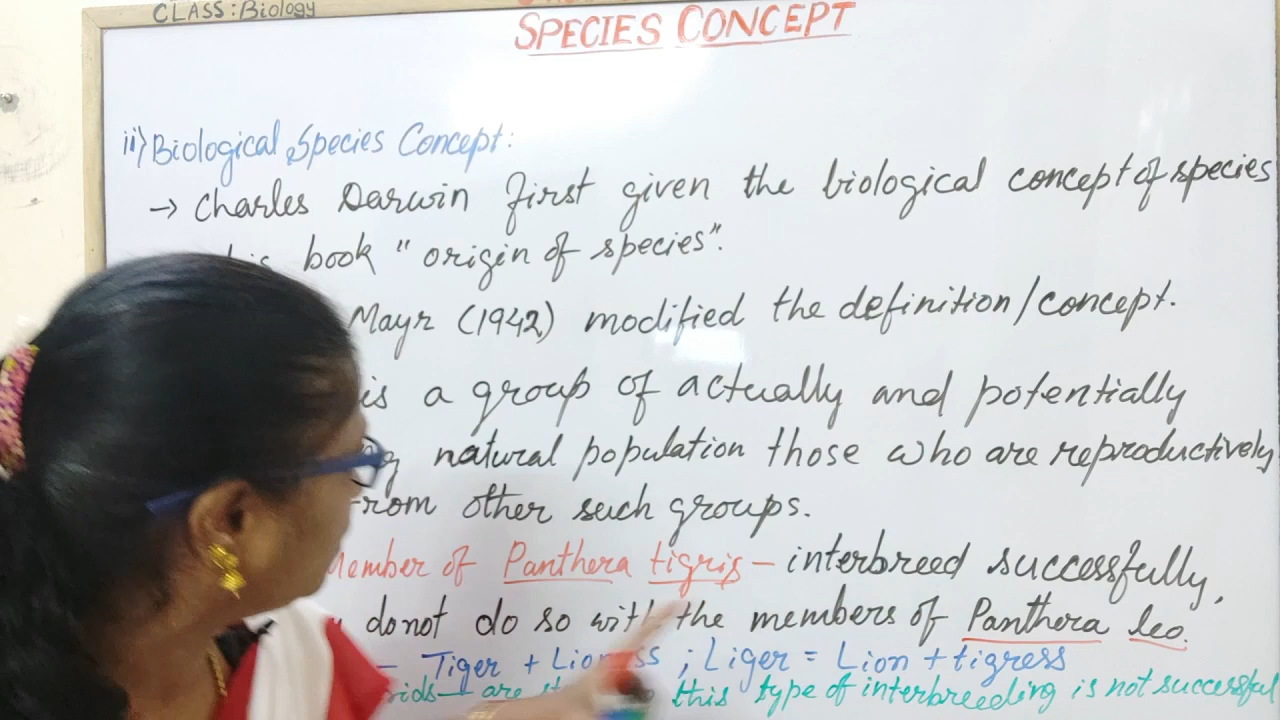 CLASS: Biology
SPECIES CONCEPT
ii) Biological Species Concept:
→ Charles Darwin first given the biological concept of species
book "origin of species".
Mayr (1942) modified the definition/concept.
is a group of actually and potentially
natural population those who are reproductively
from other such groups.
Member of Panthera tigris - interbreed successfully,
donot do so with the members of Panthera leo.
- Tiger + Lioness ; Liger = Lion + tigress
are this type of interbreeding is not successful